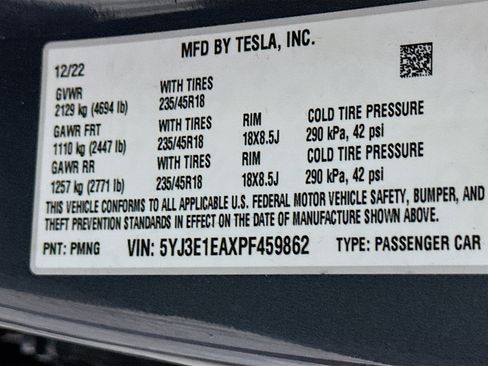 MFD BY TESLA, INC.
12/22
GVWR WITH TIRES
2129 kg (4694 lb) 235/45R18
GAWR FRT WITH TIRES RIM COLD TIRE PRESSURE
1110 kg (2447 lb) 235/45R18 18X8.5J 290 kPa, 42 psi
GAWR RR WITH TIRES RIM COLD TIRE PRESSURE
1257 kg (2771 lb) 235/45R18 18X8.5J 290 kPa, 42 psi
THIS VEHICLE CONFORMS TO ALL APPLICABLE U.S. FEDERAL MOTOR VEHICLE SAFETY, BUMPER, AND
THEFT PREVENTION STANDARDS IN EFFECT ON THE DATE OF MANUFACTURE SHOWN ABOVE.
PNT: PMNG VIN: 5YJ3E1EAXPF459862 TYPE: PASSENGER CAR